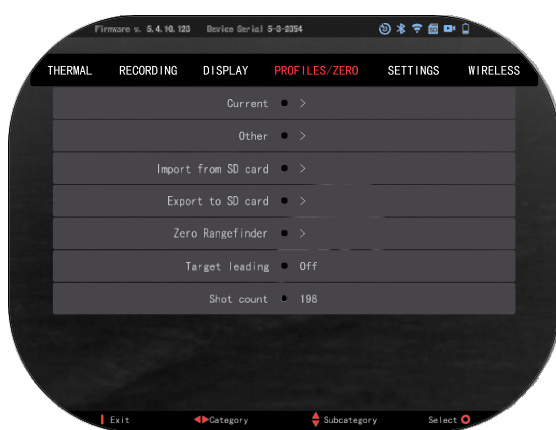 Firmware v. 5.4.10.123 Device Serial 5-0-2354
THERMAL RECORDING DISPLAY PROFILES/ZERO SETTINGS WIRELESS
Current >
Other >
Import from SD card >
Export to SD card >
Zero Rangefinder >
Target leading Off
Shot count 198
Exit Category Subcategory Select